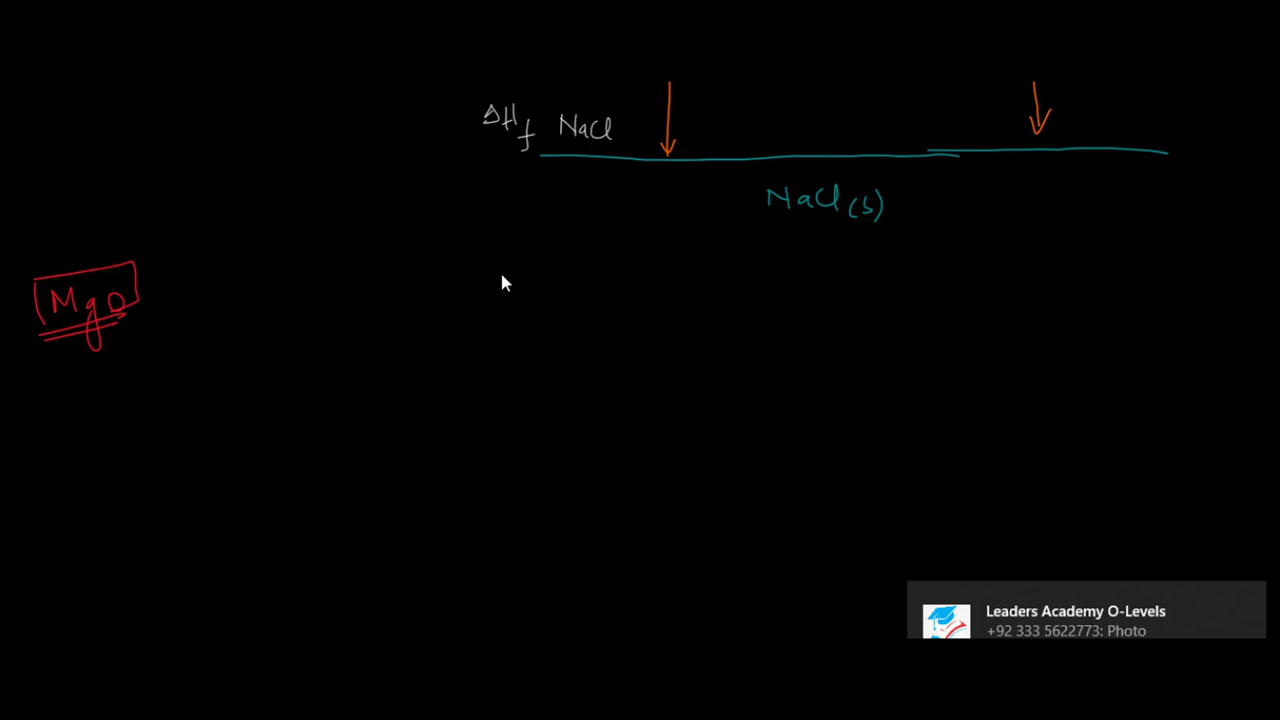 ΔHf NaCl
NaCl(s)
MgO
Leaders Academy O-Levels
+92 333 5622773: Photo